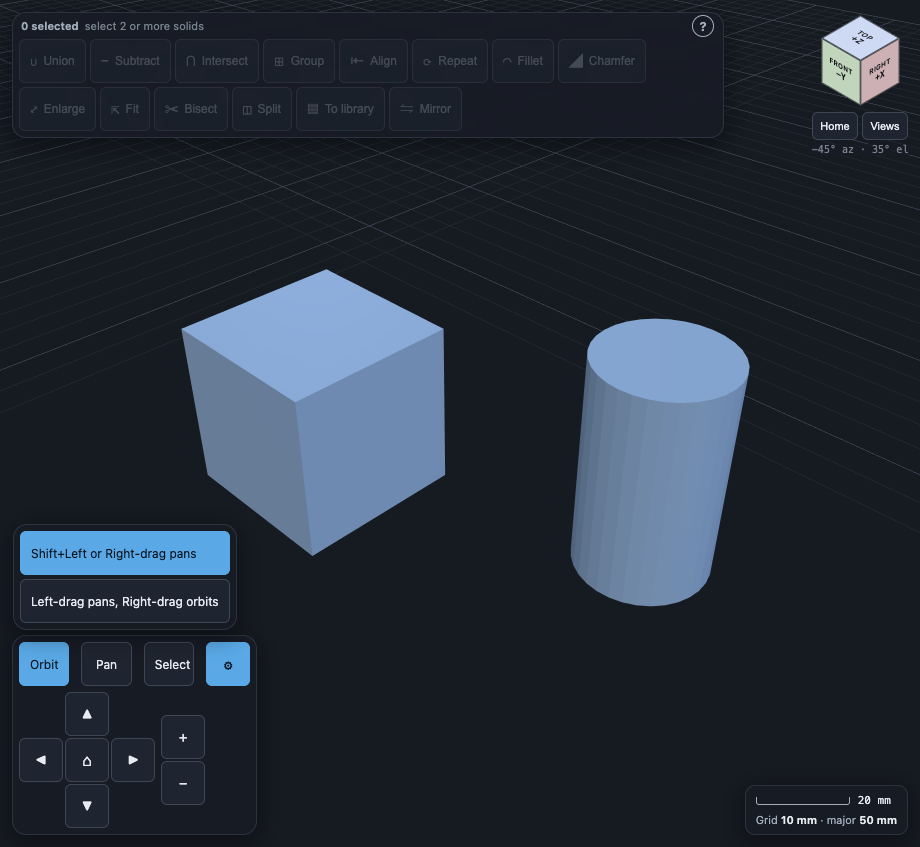 0 selected select 2 or more solids
?
∪ Union − Subtract ∩ Intersect ⊞ Group ⇤ Align ⟳ Repeat ◠ Fillet ◢ Chamfer
⤢ Enlarge ⇱ Fit ✂ Bisect ◫ Split ▤ To library ⇋ Mirror
TOP
+Z
FRONT
−Y
RIGHT
+X
Home Views
−45° az · 35° el
Shift+Left or Right-drag pans
Left-drag pans, Right-drag orbits
Orbit Pan Select ⚙
▲
+
◀ ⌂ ▶
−
▼
20 mm
Grid 10 mm · major 50 mm